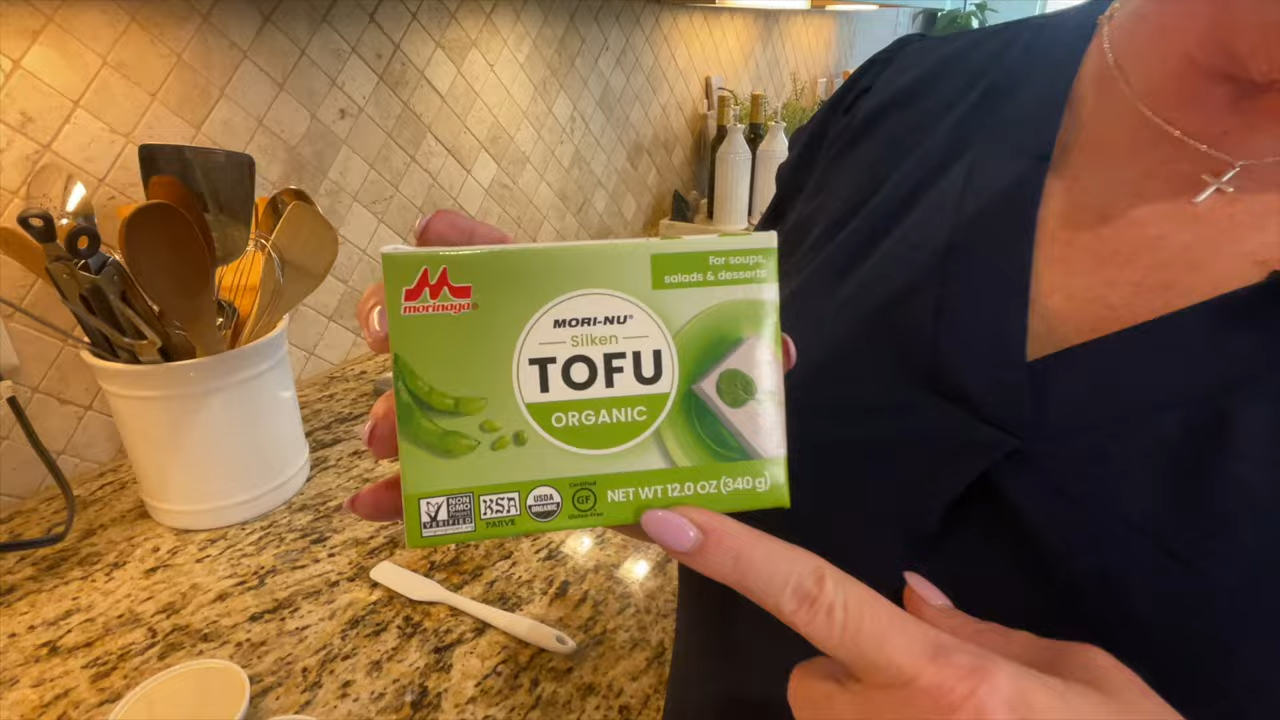 morinaga®
For soups,
salads & desserts
MORI-NU®
Silken
TOFU
ORGANIC
NON
GMO
Project
VERIFIED
KSA
PARVE
USDA
ORGANIC
Certified
GF
Gluten-Free
NET WT 12.0 OZ (340 g)